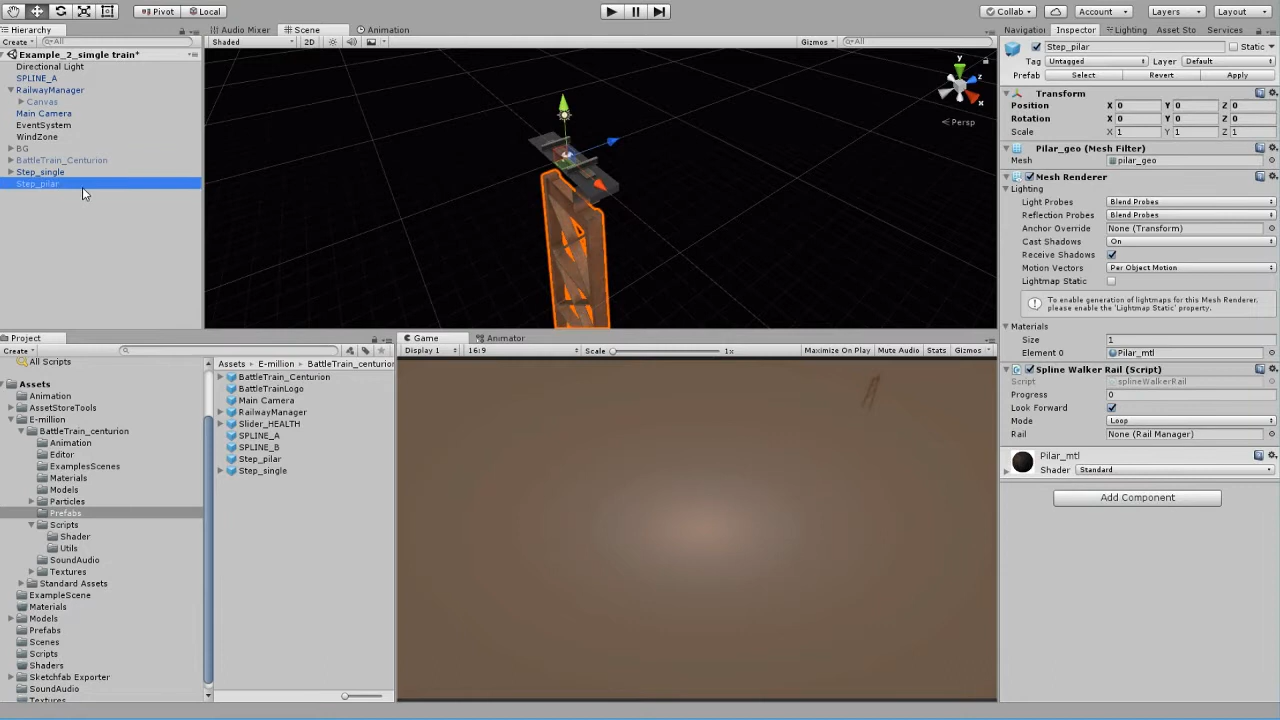 Pivot Local Collab Account Layers Layout
Hierarchy Audio Mixer Scene Animation Navigation Inspector Lighting Asset Sto Services
Create All Shaded 2D Gizmos All
Step_pilar Static
Example_2_simgle train*
Tag Untagged Layer Default
Directional Light
SPLINE_A
Prefab Select Revert Apply
RailwayManager
Transform
Canvas
Position X 0 Y 0 Z 0
Main Camera
Rotation X 0 Y 0 Z 0
EventSystem
Scale X 1 Y 1 Z 1
WindZone
BG
Pilar_geo (Mesh Filter)
BattleTrain_Centurion
Mesh pilar_geo
Step_single
Mesh Renderer
Step_pilar
Lighting
y
z
x
Persp
Light Probes Blend Probes
Reflection Probes Blend Probes
Anchor Override None (Transform)
Cast Shadows On
Receive Shadows
Motion Vectors Per Object Motion
Lightmap Static
To enable generation of lightmaps for this Mesh Renderer,
please enable the 'Lightmap Static' property.
Materials
Size 1
Element 0 Pilar_mtl
Spline Walker Rail (Script)
Script splineWalkerRail
Progress 0
Look Forward
Mode Loop
Rail None (Rail Manager)
Pilar_mtl
Shader Standard
Add Component
Project
Create
All Scripts
Assets
Animation
AssetStoreTools
E-million
BattleTrain_centurion
Animation
Editor
ExamplesScenes
Materials
Models
Particles
Prefabs
Scripts
Shader
Utils
SoundAudio
Textures
Standard Assets
ExampleScene
Materials
Models
Prefabs
Scenes
Scripts
Shaders
Sketchfab Exporter
SoundAudio
Textures
Assets E-million BattleTrain_centurion
BattleTrain_Centurion
BattleTrainLogo
Main Camera
RailwayManager
Slider_HEALTH
SPLINE_A
SPLINE_B
Step_pilar
Step_single
Game Animator
Display 1 16:9 Scale 1x Maximize On Play Mute Audio Stats Gizmos